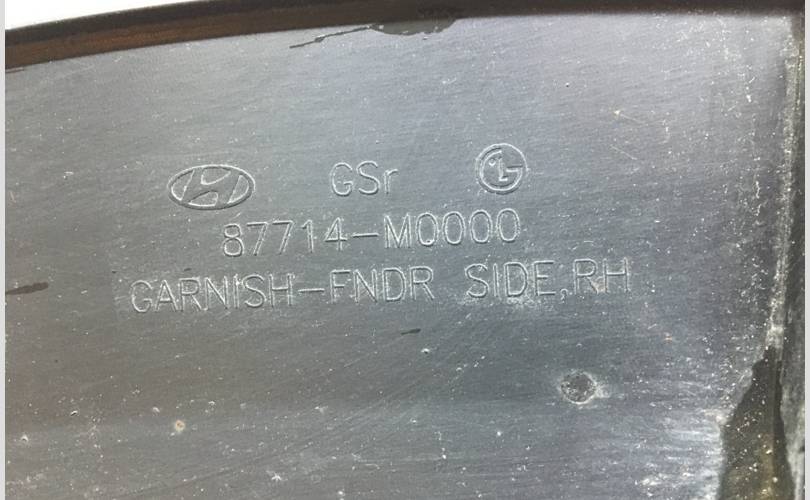 GSr
87714-M0000
GARNISH-FNDR SIDE,RH